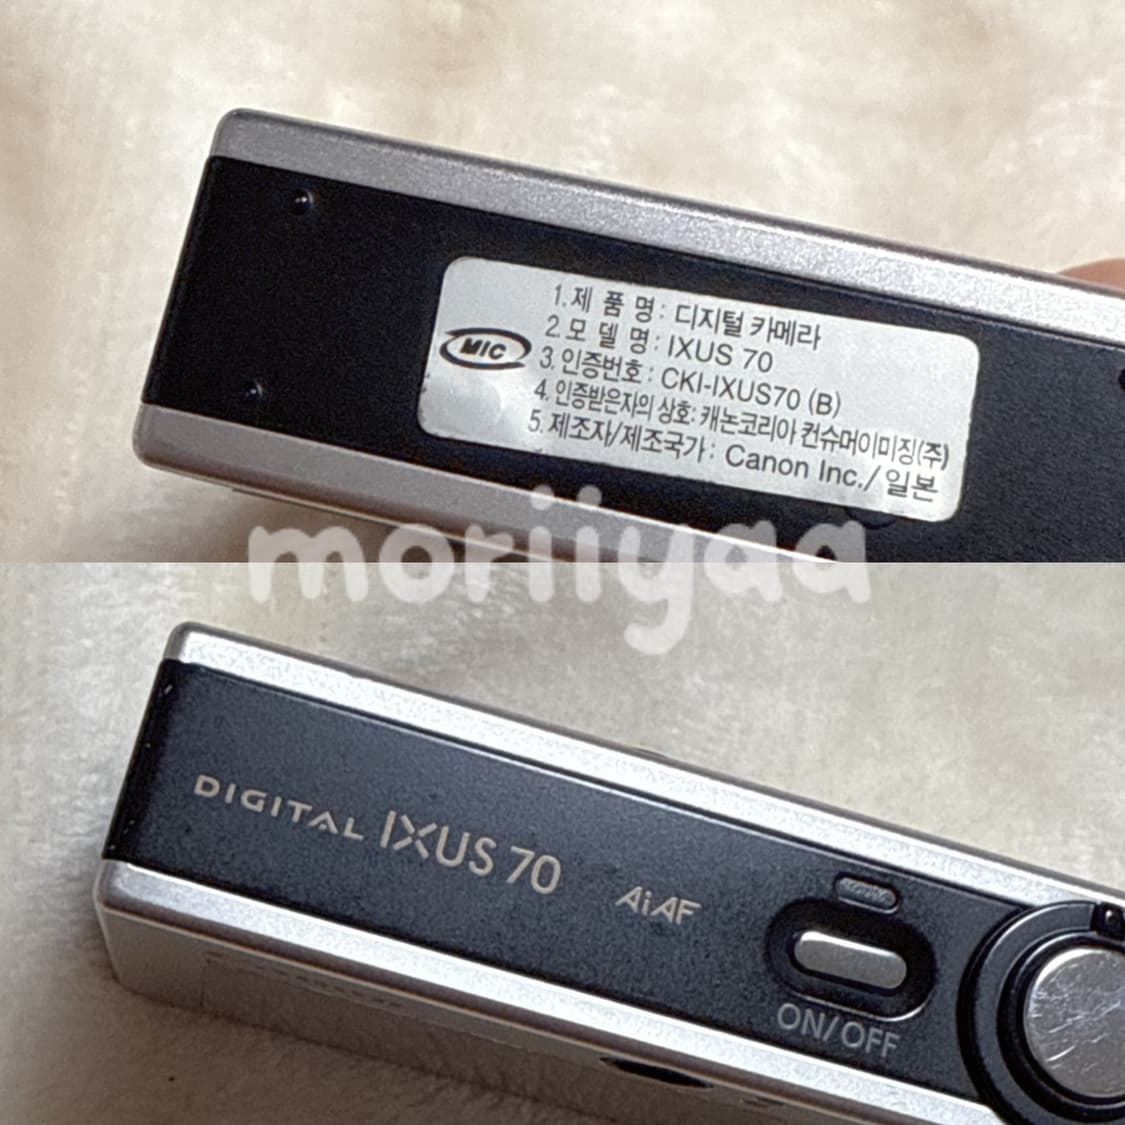 MIC
1. 제 품 명 : 디지털 카메라
2. 모 델 명 : IXUS 70
3. 인증번호 : CKI-IXUS70 (B)
4. 인증받은자의 상호: 캐논코리아 컨슈머이미징(주)
5. 제조자/제조국가 : Canon Inc./ 일본
moriiyaa
DIGITAL IXUS 70
AiAF
ON/OFF